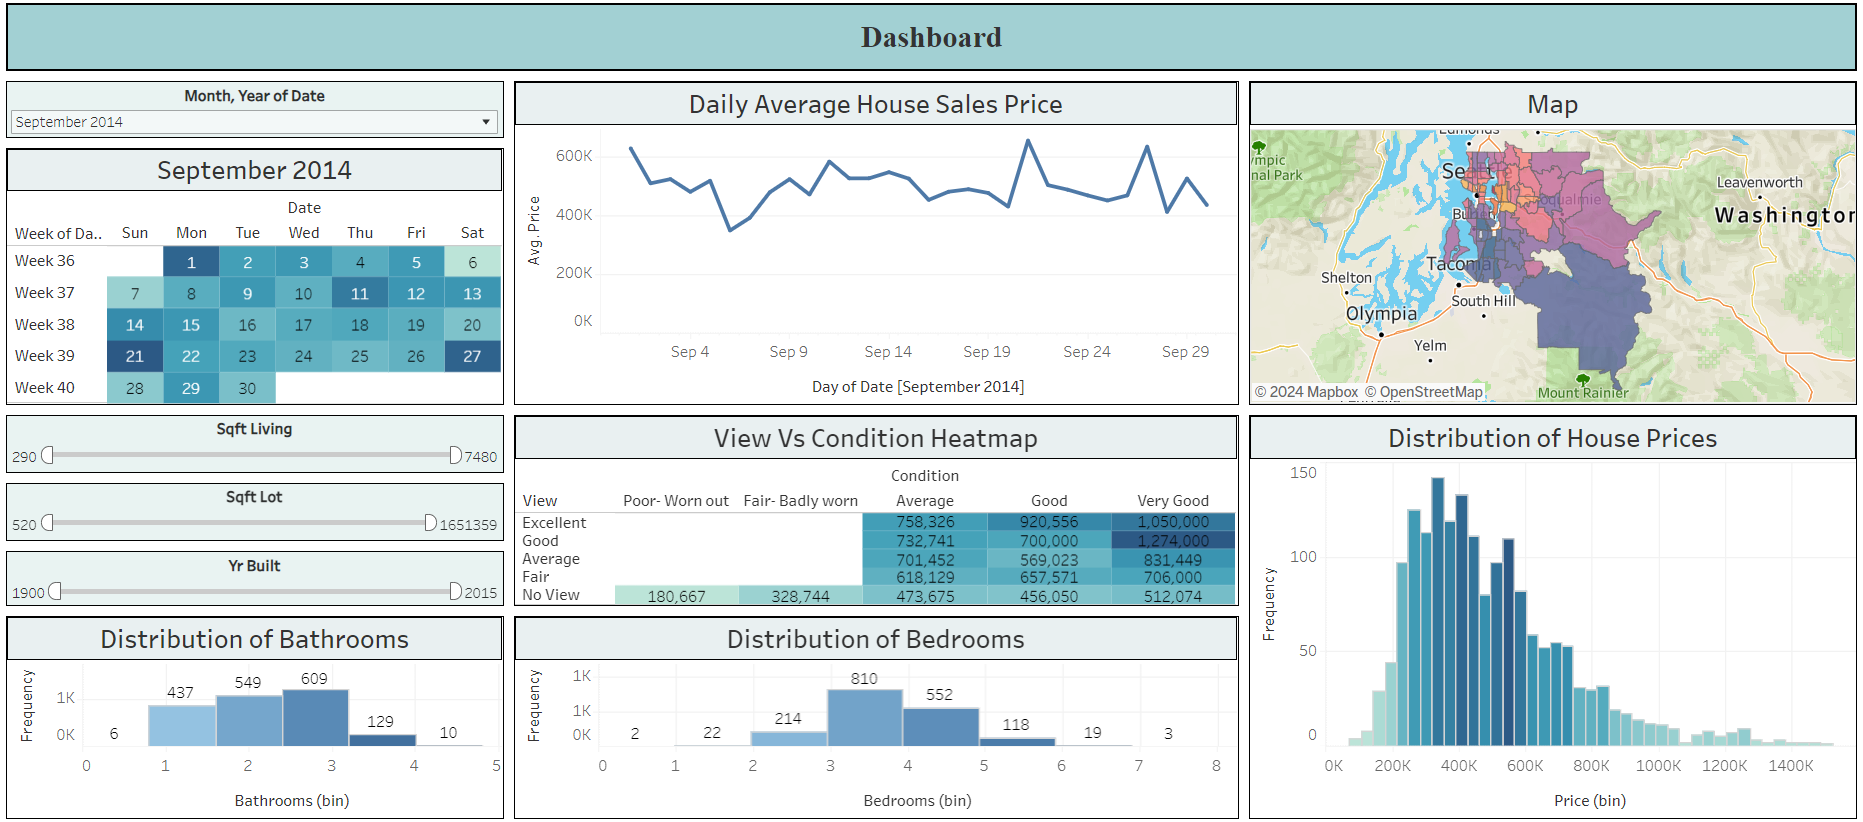 Dashboard
Month, Year of Date
September 2014
September 2014
Date
Week of Da.. Sun Mon Tue Wed Thu Fri Sat
Week 36 1 2 3 4 5 6
Week 37 7 8 9 10 11 12 13
Week 38 14 15 16 17 18 19 20
Week 39 21 22 23 24 25 26 27
Week 40 28 29 30
Daily Average House Sales Price
Avg. Price
600K
400K
200K
0K
Sep 4 Sep 9 Sep 14 Sep 19 Sep 24 Sep 29
Day of Date [September 2014]
Map
Edmonds
ympic
nal Park
Seattle
Leavenworth
oqualmie
Washington
Burien
Tacoma
Shelton
South Hill
Olympia
Yelm
Mount Rainier
© 2024 Mapbox © OpenStreetMap
Sqft Living
290 7480
Sqft Lot
520 1651359
Yr Built
1900 2015
View Vs Condition Heatmap
Condition
View Poor- Worn out Fair- Badly worn Average Good Very Good
Excellent 758,326 920,556 1,050,000
Good 732,741 700,000 1,274,000
Average 701,452 569,023 831,449
Fair 618,129 657,571 706,000
No View 180,667 328,744 473,675 456,050 512,074
Distribution of House Prices
Frequency
150
100
50
0
0K 200K 400K 600K 800K 1000K 1200K 1400K
Price (bin)
Distribution of Bathrooms
Frequency
1K
0K
6 437 549 609 129 10
0 1 2 3 4 5
Bathrooms (bin)
Distribution of Bedrooms
Frequency
1K
1K
0K
2 22 214 810 552 118 19 3
0 1 2 3 4 5 6 7 8
Bedrooms (bin)